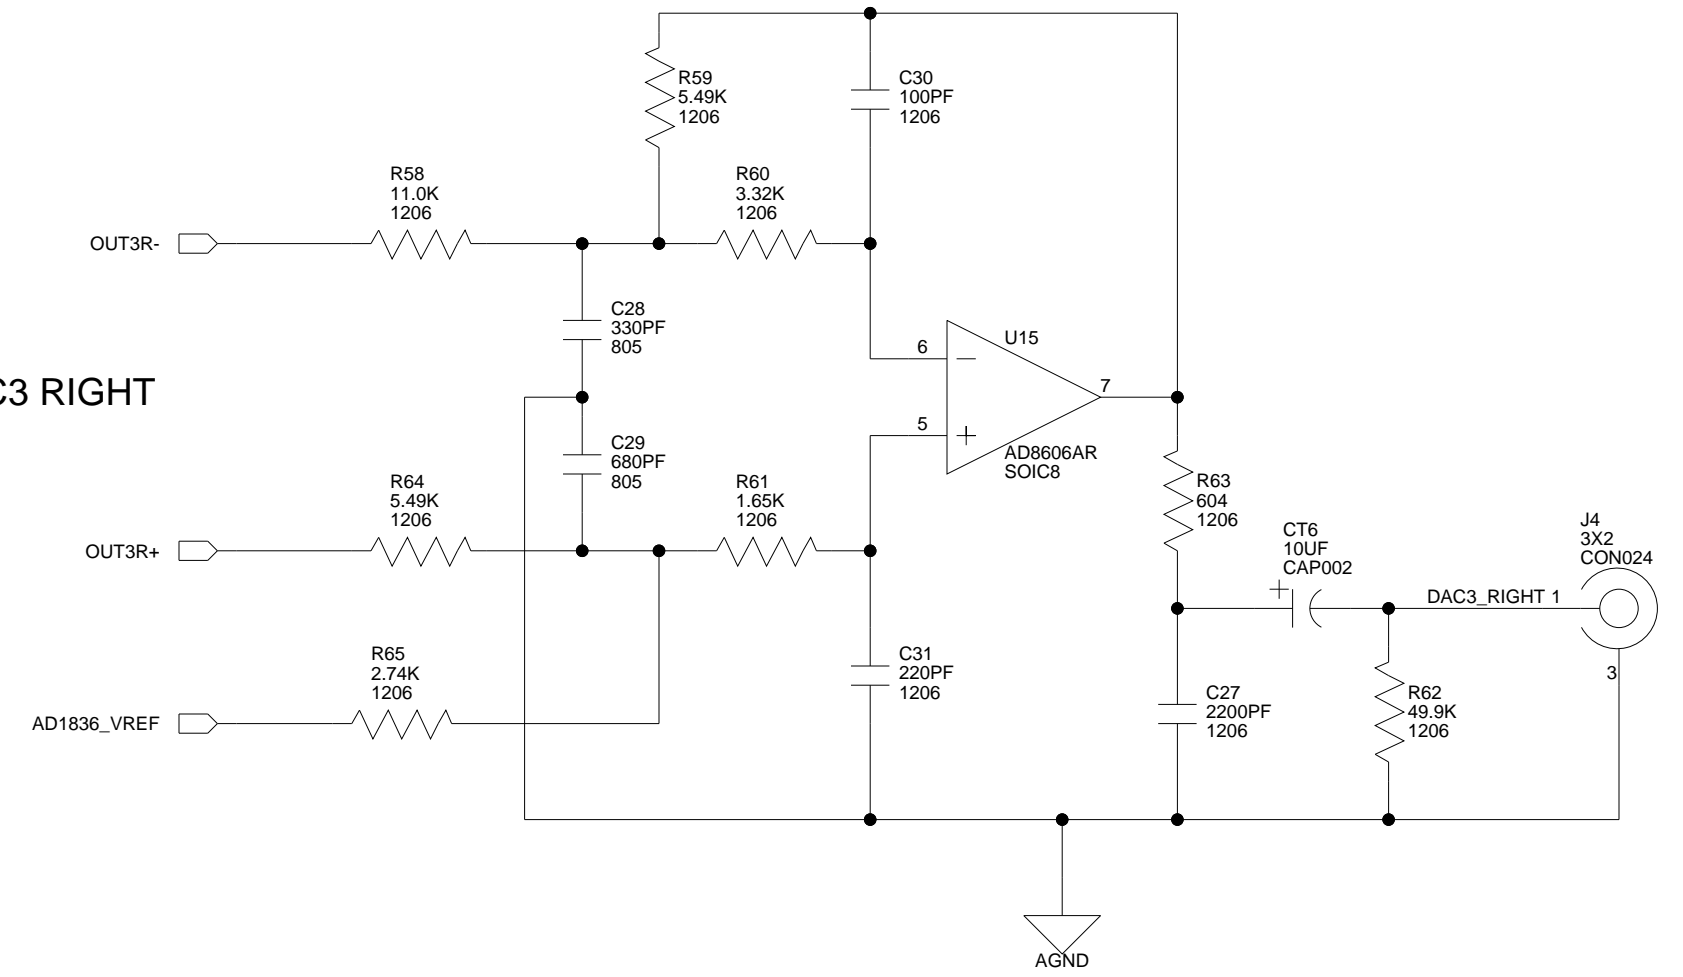 R59
5.49K
1206
C30
100PF
1206
R58
11.0K
1206
R60
3.32K
1206
OUT3R-
C28
330PF
805
U15
6
7
5
AD8606AR
SOIC8
C3 RIGHT
C29
680PF
805
R64
5.49K
1206
R61
1.65K
1206
R63
604
1206
OUT3R+
CT6
10UF
CAP002
J4
3X2
CON024
DAC3_RIGHT 1
3
R65
2.74K
1206
C31
220PF
1206
C27
2200PF
1206
R62
49.9K
1206
AD1836_VREF
AGND